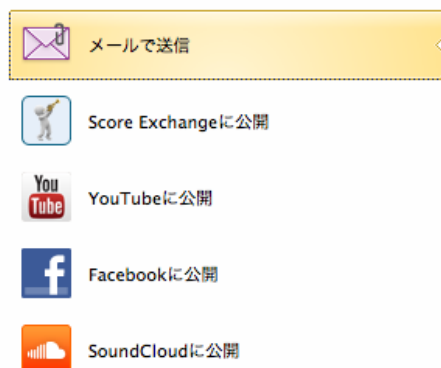 メールで送信
Score Exchangeに公開
You
Tube
YouTubeに公開
f
Facebookに公開
SoundCloudに公開